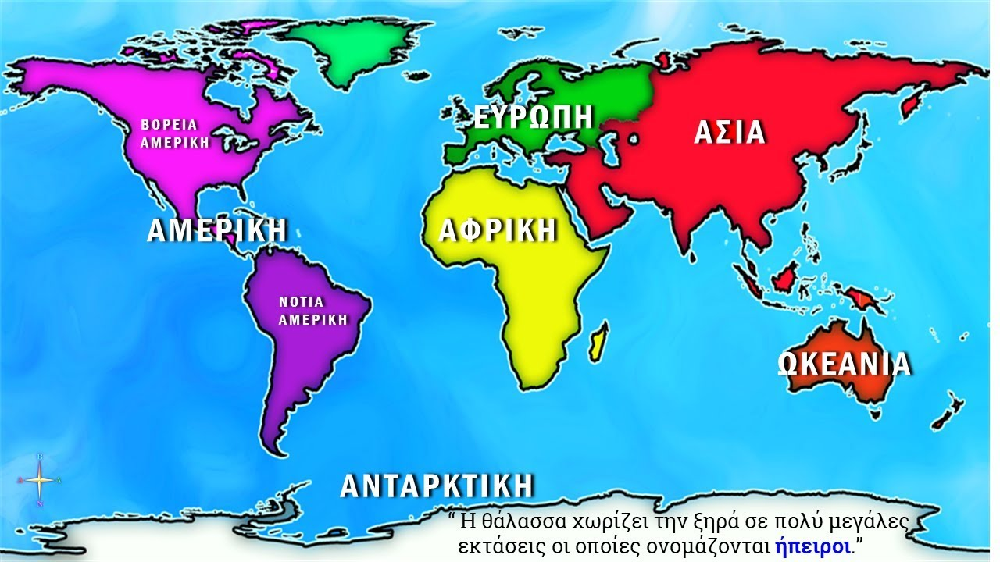 ΕΥΡΩΠΗ
ΑΣΙΑ
ΒΟΡΕΙΑ
ΑΜΕΡΙΚΗ
ΑΜΕΡΙΚΗ
ΑΦΡΙΚΗ
ΝΟΤΙΑ
ΑΜΕΡΙΚΗ
ΩΚΕΑΝΙΑ
Β
Δ Α
Ν
ΑΝΤΑΡΚΤΙΚΗ
“ Η θάλασσα χωρίζει την ξηρά σε πολύ μεγάλες
εκτάσεις οι οποίες ονομάζονται ήπειροι.”